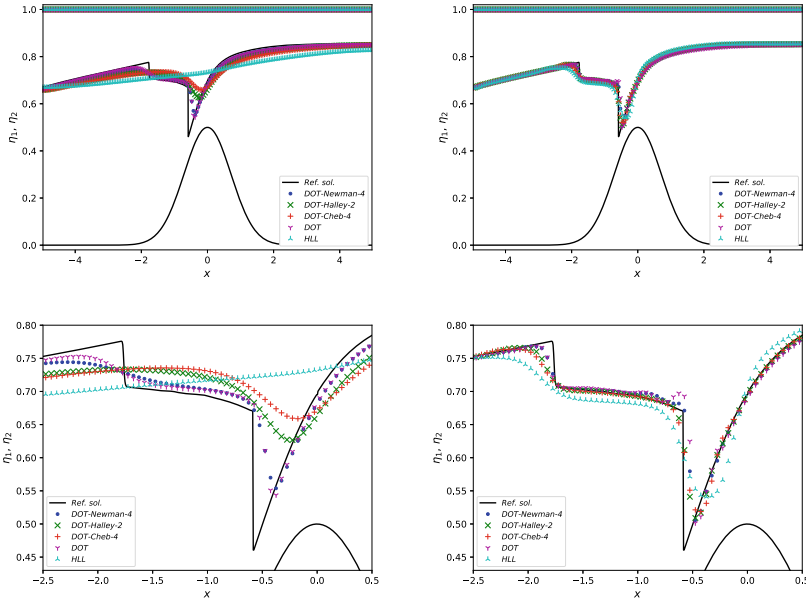 1.0
0.8
0.6
0.4
0.2
0.0
η₁, η₂
Ref. sol.
DOT-Newman-4
DOT-Halley-2
DOT-Cheb-4
DOT
HLL
−4
−2
0
2
4
x
1.0
0.8
0.6
0.4
0.2
0.0
η₁, η₂
Ref. sol.
DOT-Newman-4
DOT-Halley-2
DOT-Cheb-4
DOT
HLL
−4
−2
0
2
4
x
0.80
0.75
0.70
0.65
0.60
0.55
0.50
0.45
η₁, η₂
Ref. sol.
DOT-Newman-4
DOT-Halley-2
DOT-Cheb-4
DOT
HLL
−2.5
−2.0
−1.5
−1.0
−0.5
0.0
0.5
x
0.80
0.75
0.70
0.65
0.60
0.55
0.50
0.45
η₁, η₂
Ref. sol.
DOT-Newman-4
DOT-Halley-2
DOT-Cheb-4
DOT
HLL
−2.5
−2.0
−1.5
−1.0
−0.5
0.0
0.5
x